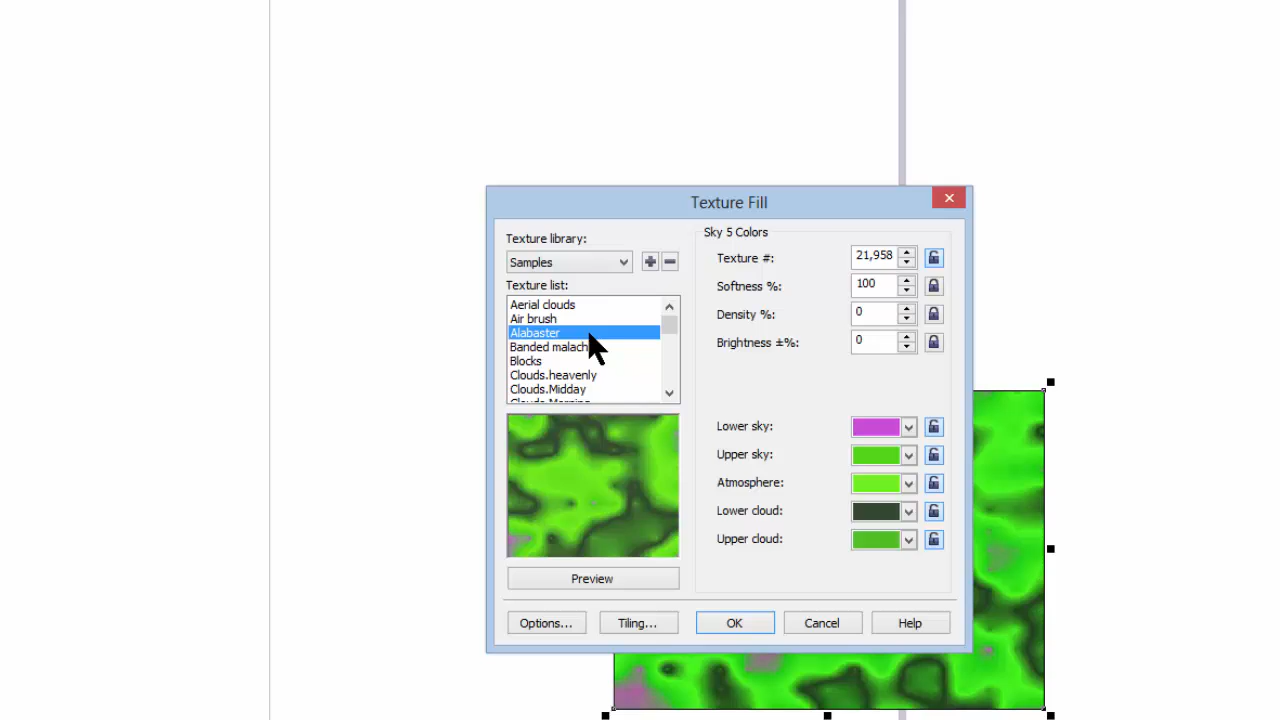 Texture Fill
Texture library:
Samples
Texture list:
Aerial clouds
Air brush
Alabaster
Banded malach
Blocks
Clouds.heavenly
Clouds.Midday
Clouds.Morning
Preview
Sky 5 Colors
Texture #: 21,958
Softness %: 100
Density %: 0
Brightness ±%: 0
Lower sky:
Upper sky:
Atmosphere:
Lower cloud:
Upper cloud:
Options... Tiling... OK Cancel Help